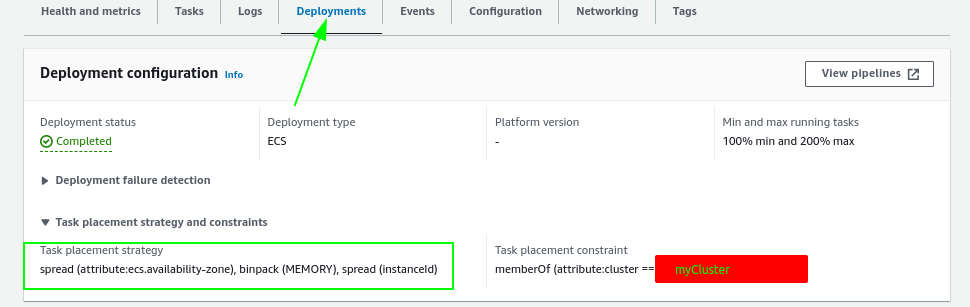 Health and metrics Tasks Logs Deployments Events Configuration Networking Tags
Deployment configuration Info View pipelines
Deployment status Deployment type Platform version Min and max running tasks
Completed ECS - 100% min and 200% max
Deployment failure detection
Task placement strategy and constraints
Task placement strategy Task placement constraint
spread (attribute:ecs.availability-zone), binpack (MEMORY), spread (instanceId) memberOf (attribute:cluster == myCluster